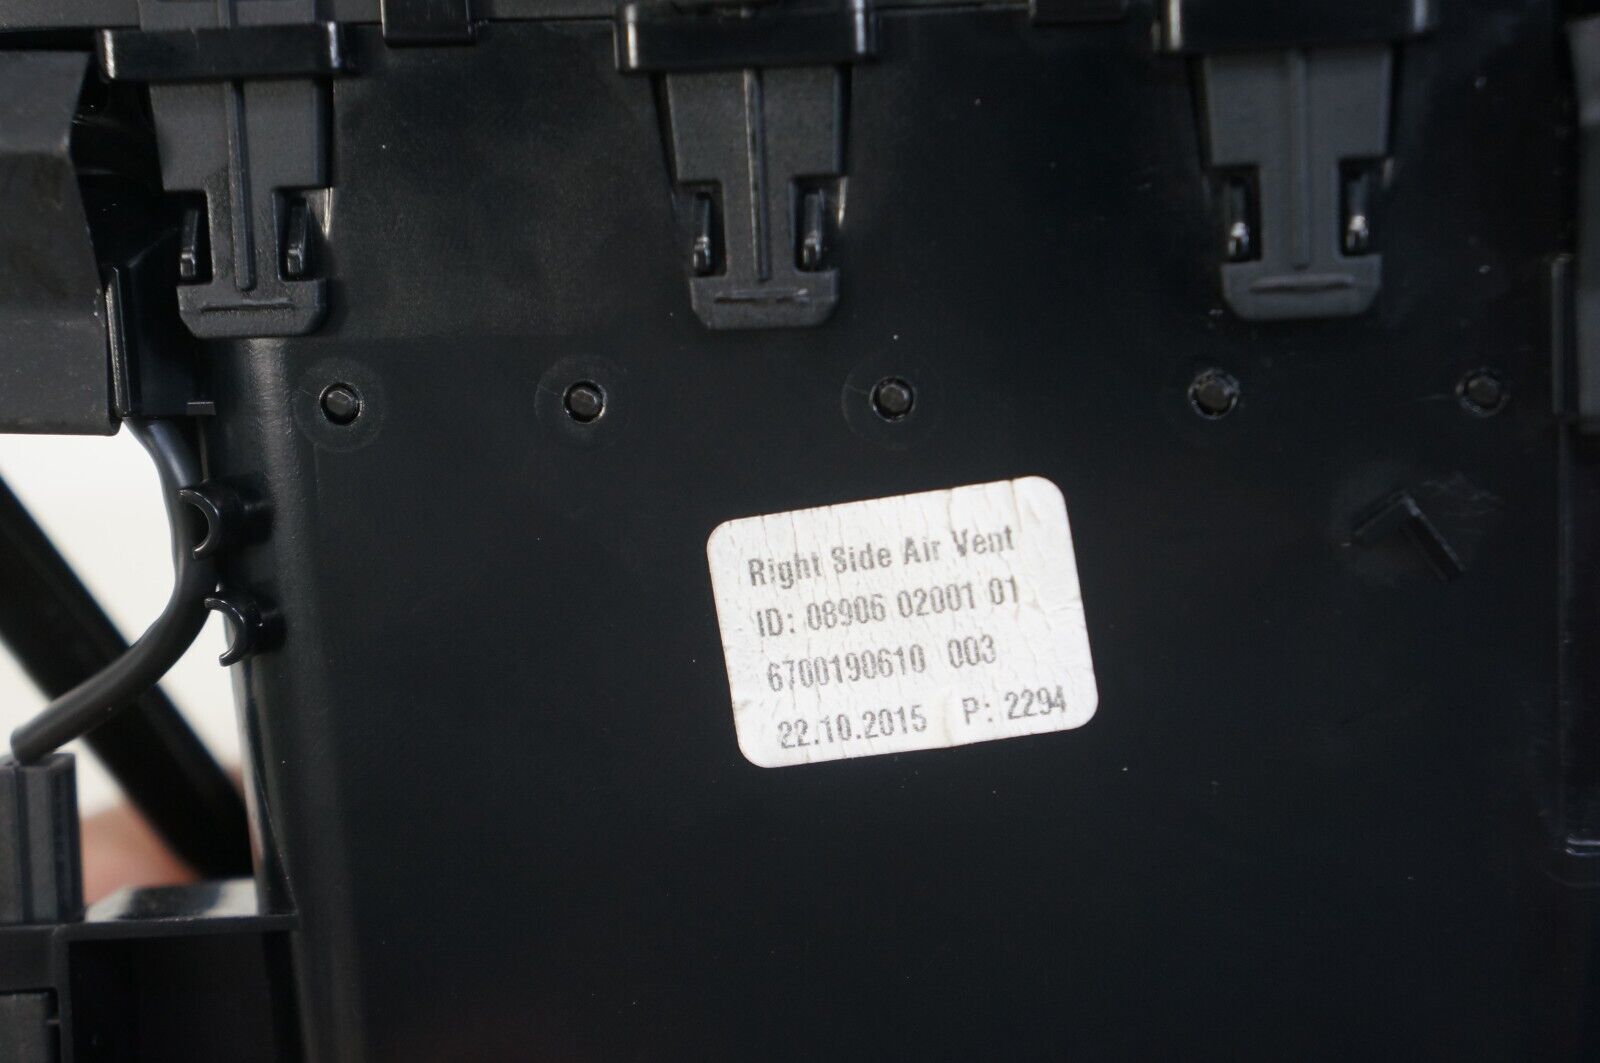 Right Side Air Vent
ID: 08906 02001 01
6700190610 003
22.10.2015 P: 2294